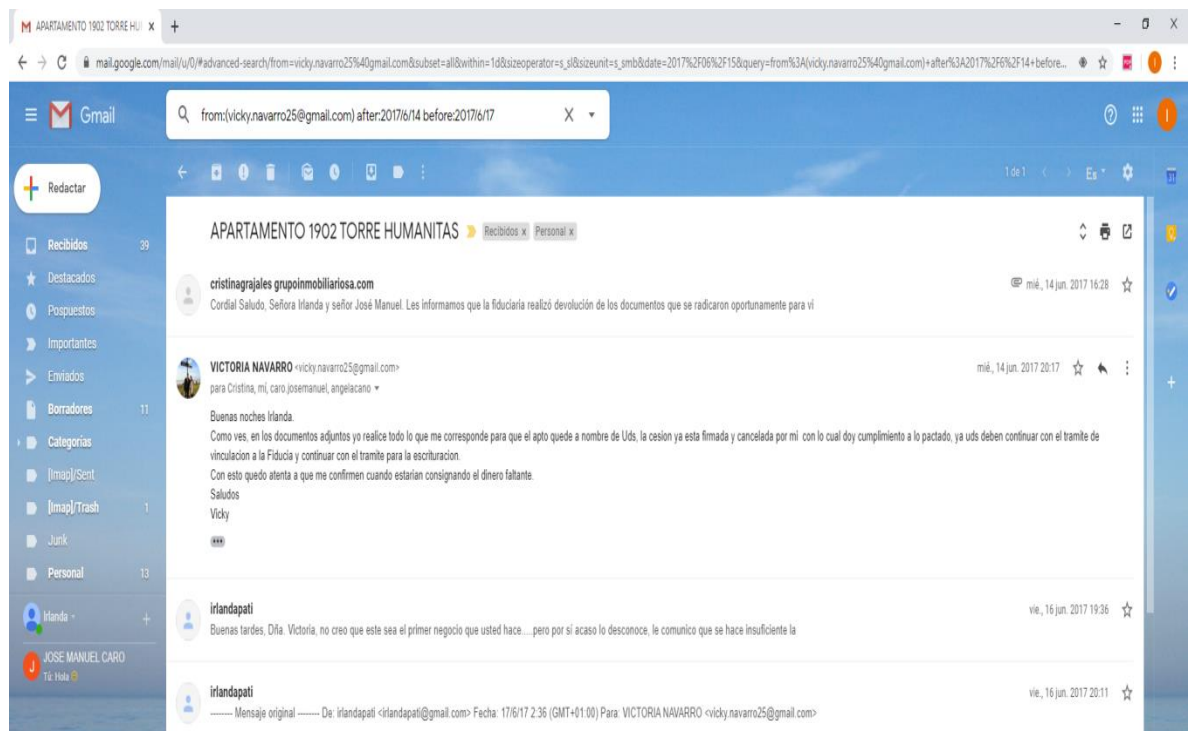 APARTAMENTO 1902 TORRE HU
mail.google.com/mail/u/0/#advanced-search/from=vicky.navarro25%40gmail.com&subset=all&within=1d&sizeoperator=s_sl&sizeunit=s_smb&date=2017%2F06%2F15&query=from%3A(vicky.navarro25%40gmail.com)+after%3A2017%2F6%2F14+before...
Gmail
from:(vicky.navarro25@gmail.com) after:2017/6/14 before:2017/6/17
Redactar
1 de 1
Es
Recibidos 39
Destacados
Pospuestos
Importantes
Enviados
Borradores 11
Categorías
[Imap]/Sent
[Imap]/Trash 1
Junk
Personal 13
Irlanda
JOSE MANUEL CARO
Tú: Hola
APARTAMENTO 1902 TORRE HUMANITAS Recibidos x Personal x
cristinagrajales grupoinmobiliariosa.com mié., 14 jun. 2017 16:28
Cordial Saludo, Señora Irlanda y señor José Manuel. Les informamos que la fiduciaria realizó devolución de los documentos que se radicaron oportunamente para vi
VICTORIA NAVARRO <vicky.navarro25@gmail.com> mié., 14 jun. 2017 20:17
para Cristina, mí, caro.josemanuel, angelacano
Buenas noches Irlanda.
Como ves, en los documentos adjuntos yo realice todo lo que me corresponde para que el apto quede a nombre de Uds, la cesion ya esta firmada y cancelada por mí con lo cual doy cumplimiento a lo pactado, ya uds deben continuar con el tramite de
vinculacion a la Fiducia y continuar con el tramite para la escrituracion.
Con esto quedo atenta a que me confirmen cuando estarian consignando el dinero faltante.
Saludos
Vicky
irlandapati vie., 16 jun. 2017 19:36
Buenas tardes, Dña. Victoria, no creo que este sea el primer negocio que usted hace.....pero por si acaso lo desconoce, le comunico que se hace insuficiente la
irlandapati vie., 16 jun. 2017 20:11
-------- Mensaje original -------- De: irlandapati <irlandapati@gmail.com> Fecha: 17/6/17 2:36 (GMT+01:00) Para: VICTORIA NAVARRO <vicky.navarro25@gmail.com>